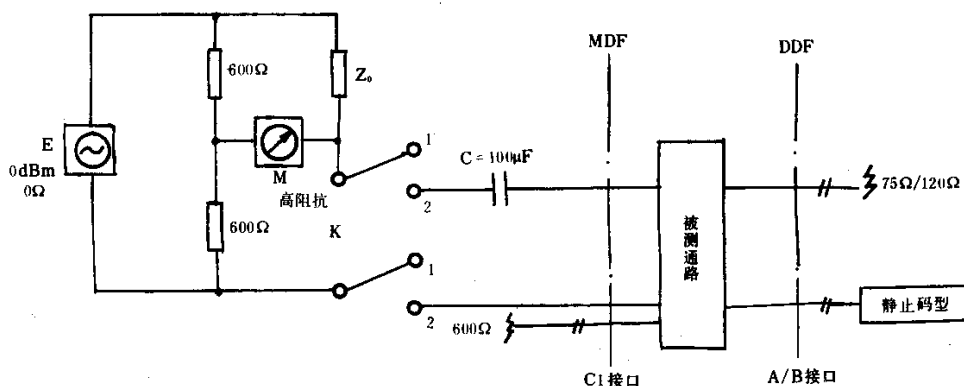 MDF
DDF
600Ω
Z₀
E
0dBm
0Ω
M
高阻抗
K
1
2
C = 100μF
600Ω
1
2
被测通路
75Ω/120Ω
静止码型
600Ω
C1接口
A/B接口